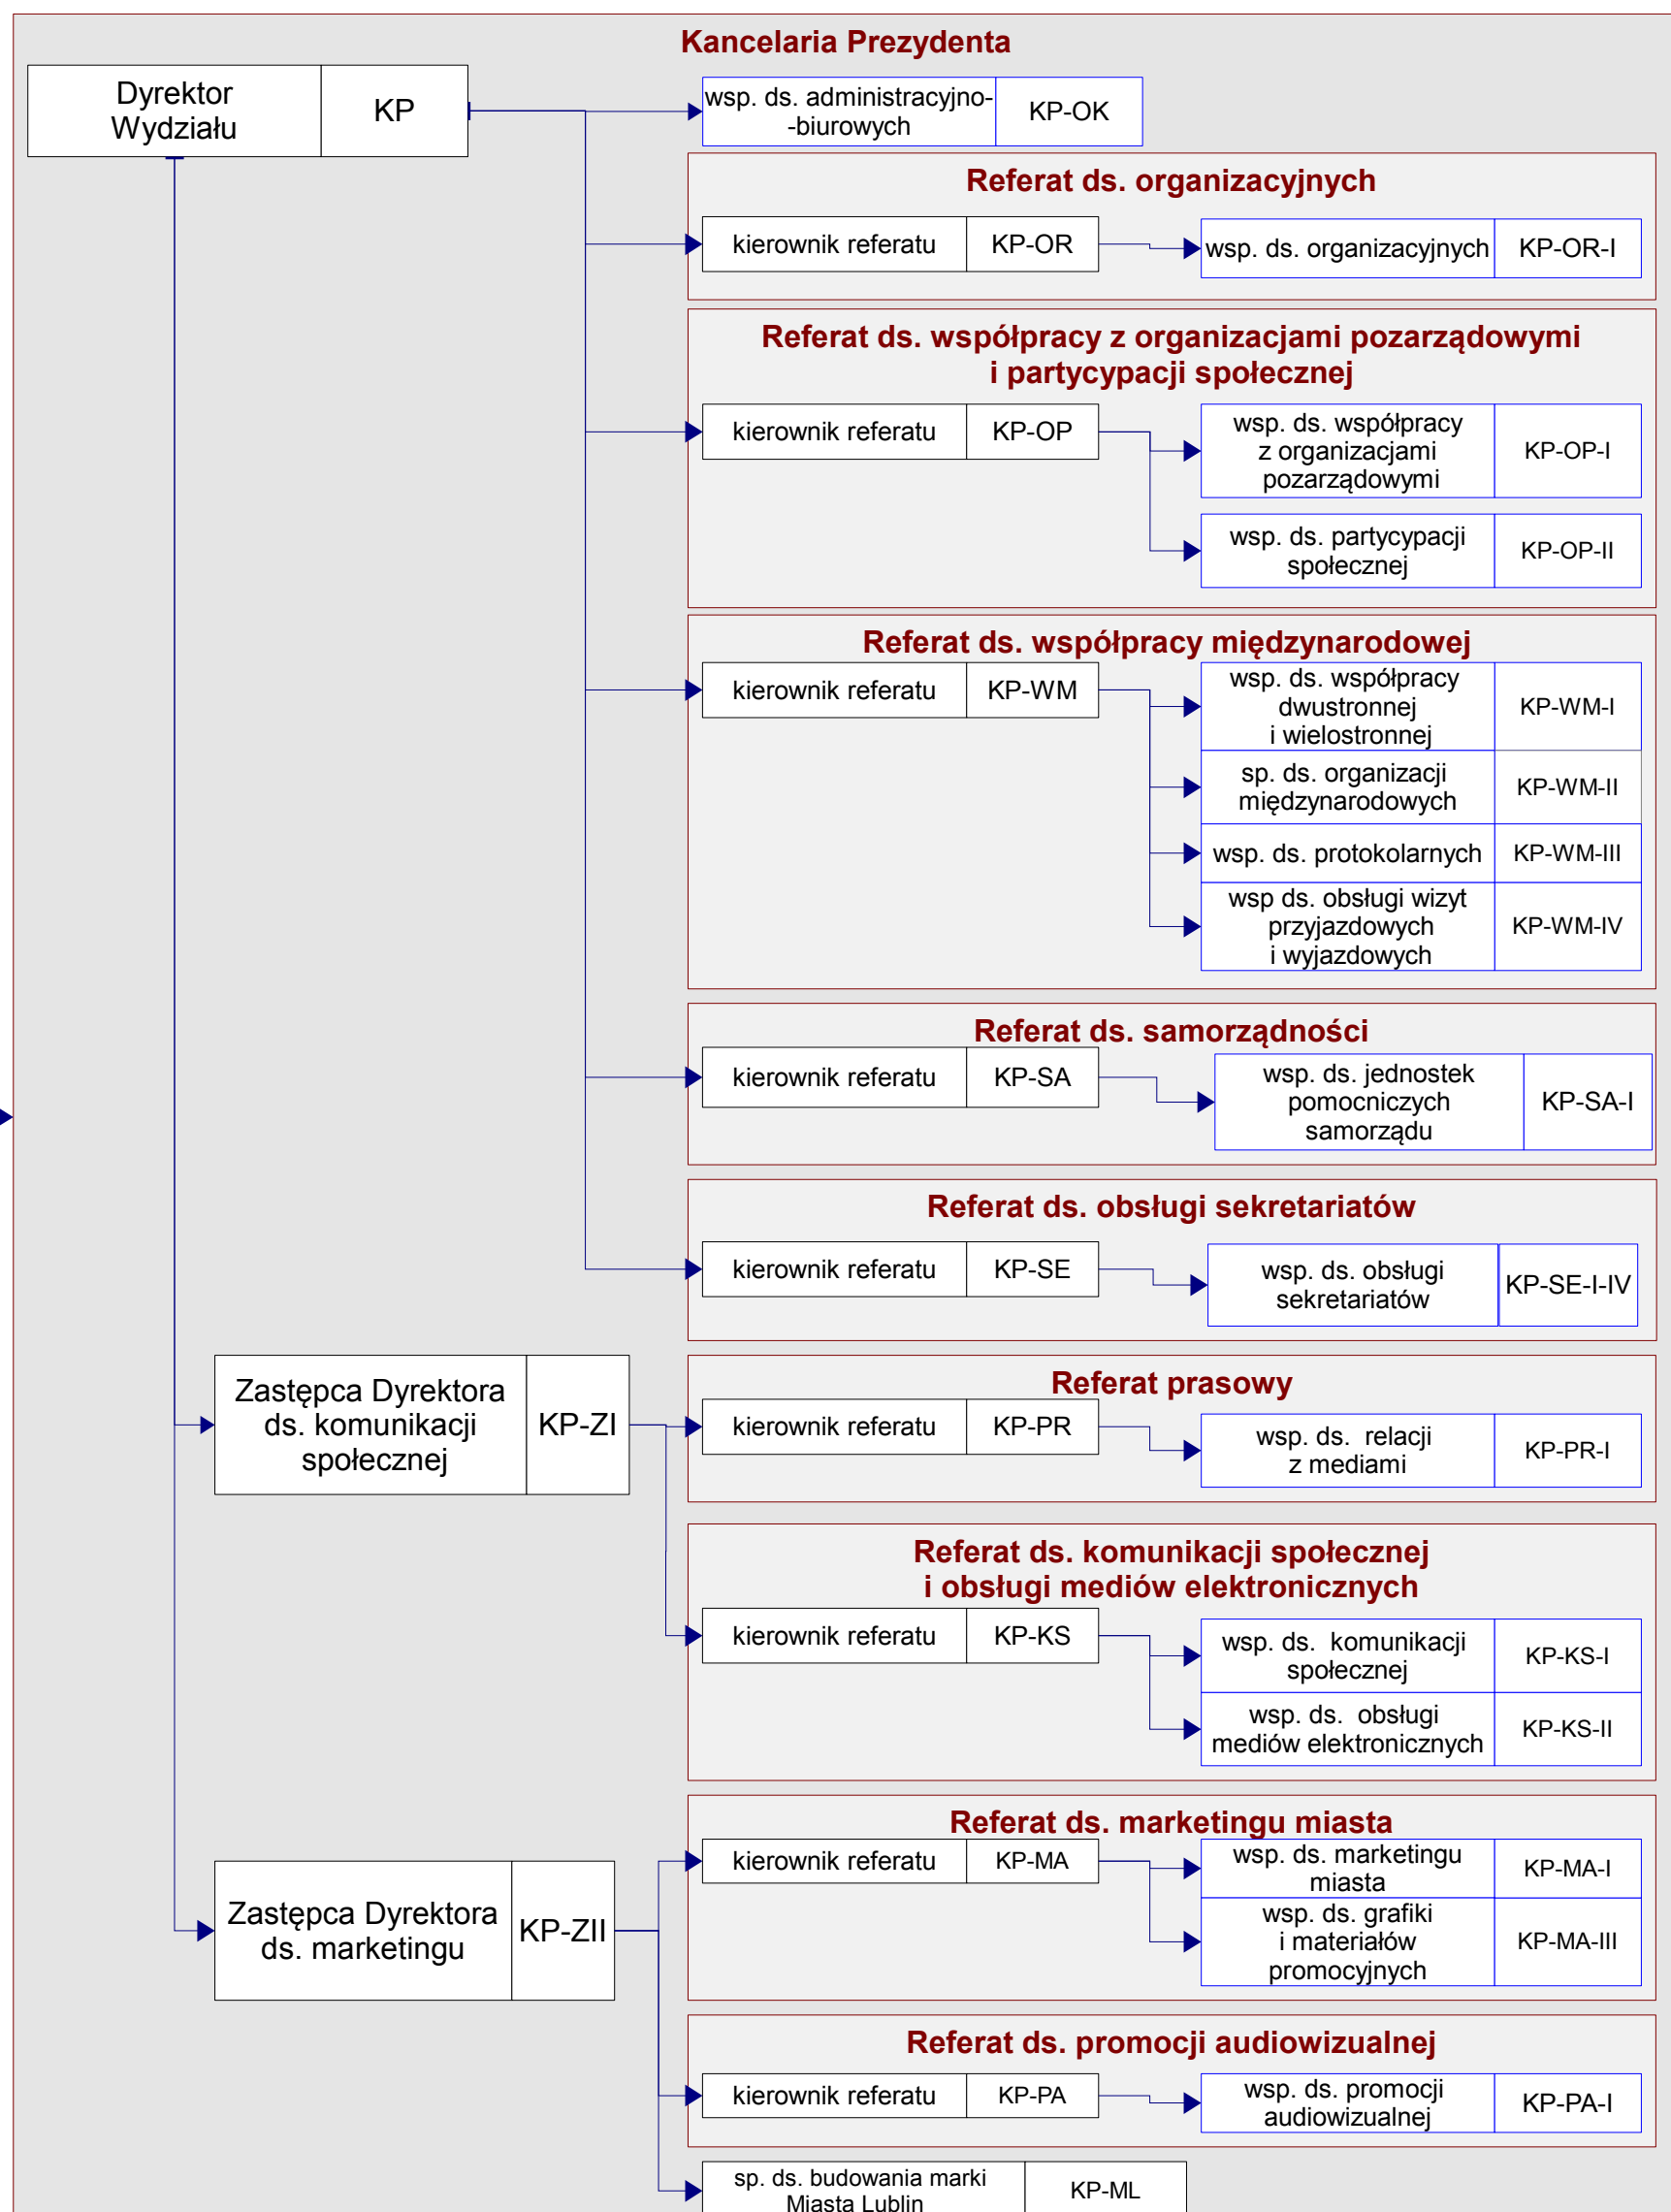 Kancelaria Prezydenta
Dyrektor
Wydziału
KP
wsp. ds. administracyjno-
-biurowych
KP-OK
Referat ds. organizacyjnych
kierownik referatu
KP-OR
wsp. ds. organizacyjnych
KP-OR-I
Referat ds. współpracy z organizacjami pozarządowymi
i partycypacji społecznej
kierownik referatu
KP-OP
wsp. ds. współpracy
z organizacjami
pozarządowymi
KP-OP-I
wsp. ds. partycypacji
społecznej
KP-OP-II
Referat ds. współpracy międzynarodowej
kierownik referatu
KP-WM
wsp. ds. współpracy
dwustronnej
i wielostronnej
KP-WM-I
sp. ds. organizacji
międzynarodowych
KP-WM-II
wsp. ds. protokolarnych
KP-WM-III
wsp ds. obsługi wizyt
przyjazdowych
i wyjazdowych
KP-WM-IV
Referat ds. samorządności
kierownik referatu
KP-SA
wsp. ds. jednostek
pomocniczych
samorządu
KP-SA-I
Referat ds. obsługi sekretariatów
kierownik referatu
KP-SE
wsp. ds. obsługi
sekretariatów
KP-SE-I-IV
Zastępca Dyrektora
ds. komunikacji
społecznej
KP-ZI
Referat prasowy
kierownik referatu
KP-PR
wsp. ds. relacji
z mediami
KP-PR-I
Referat ds. komunikacji społecznej
i obsługi mediów elektronicznych
kierownik referatu
KP-KS
wsp. ds. komunikacji
społecznej
KP-KS-I
wsp. ds. obsługi
mediów elektronicznych
KP-KS-II
Zastępca Dyrektora
ds. marketingu
KP-ZII
Referat ds. marketingu miasta
kierownik referatu
KP-MA
wsp. ds. marketingu
miasta
KP-MA-I
wsp. ds. grafiki
i materiałów
promocyjnych
KP-MA-III
Referat ds. promocji audiowizualnej
kierownik referatu
KP-PA
wsp. ds. promocji
audiowizualnej
KP-PA-I
sp. ds. budowania marki
Miasta Lublin
KP-ML